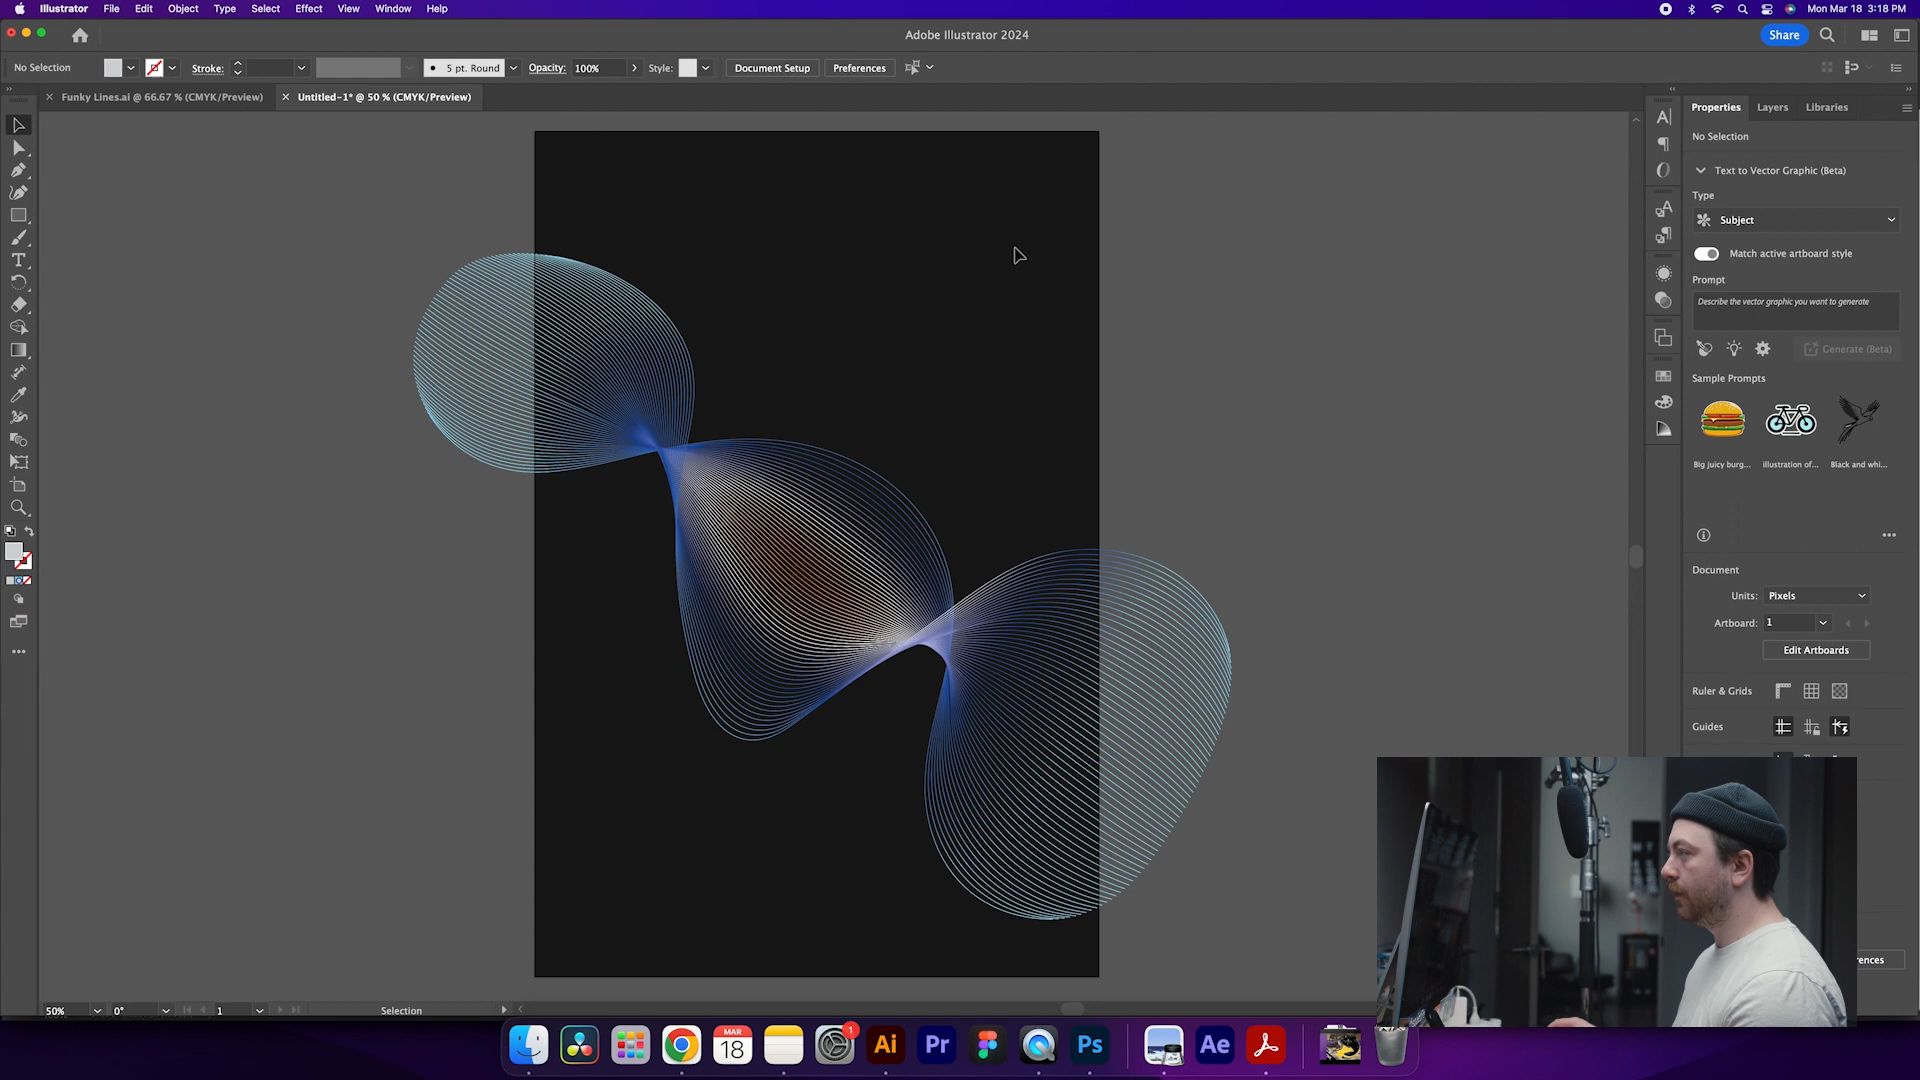 Illustrator File Edit Object Type Select Effect View Window Help
Mon Mar 18 3:18 PM
Adobe Illustrator 2024
Share
No Selection
Stroke:
5 pt. Round
Opacity: 100%
Style:
Document Setup
Preferences
Funky Lines.ai @ 66.67 % (CMYK/Preview)
Untitled-1* @ 50 % (CMYK/Preview)
Properties Layers Libraries
No Selection
Text to Vector Graphic (Beta)
Type
Subject
Match active artboard style
Prompt
Describe the vector graphic you want to generate
Generate (Beta)
Sample Prompts
Big juicy burg... illustration of... Black and whi...
Document
Units: Pixels
Artboard: 1
Edit Artboards
Ruler & Grids
Guides
50% 0° 1 Selection
MAR
18
1
Ai
Pr
Ps
Ae